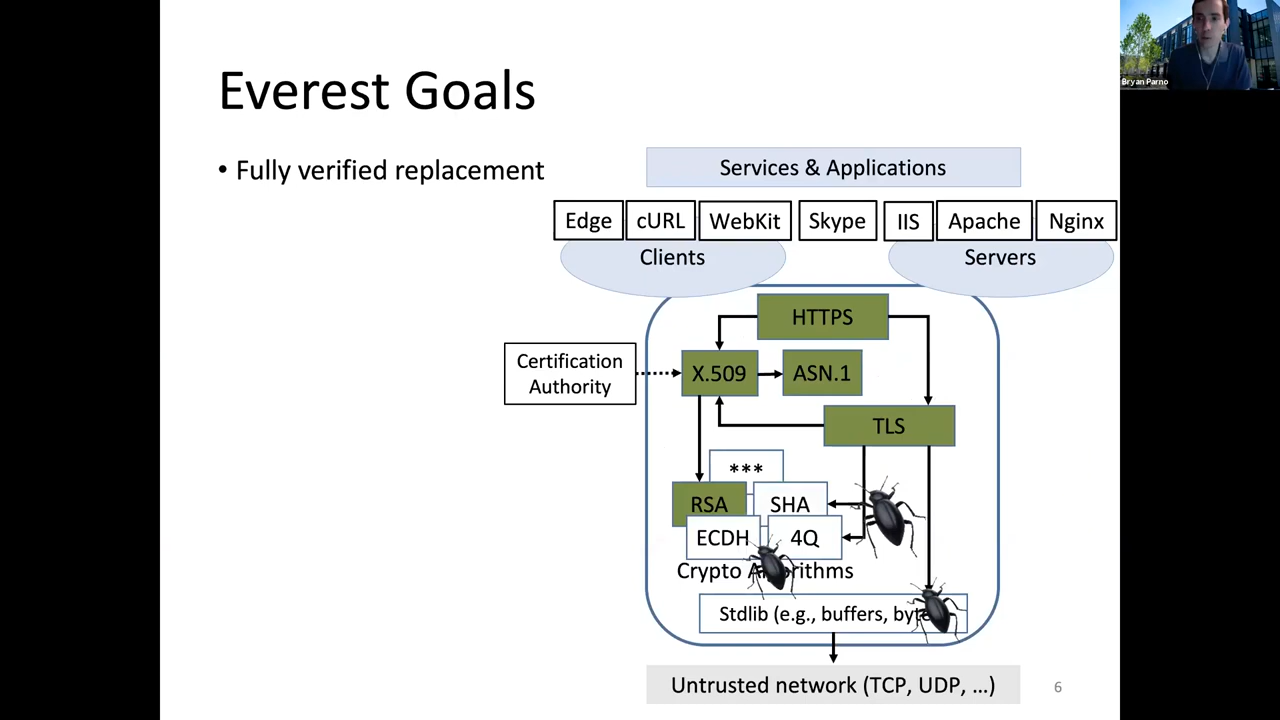 Bryan Parno
Everest Goals
• Fully verified replacement
Services & Applications
Edge
cURL
WebKit
Skype
IIS
Apache
Nginx
Clients
Servers
HTTPS
Certification
Authority
X.509
ASN.1
TLS
***
RSA
SHA
ECDH
4Q
Crypto
Stdlib (e.g., buffers,
Untrusted network (TCP, UDP, ...)
6